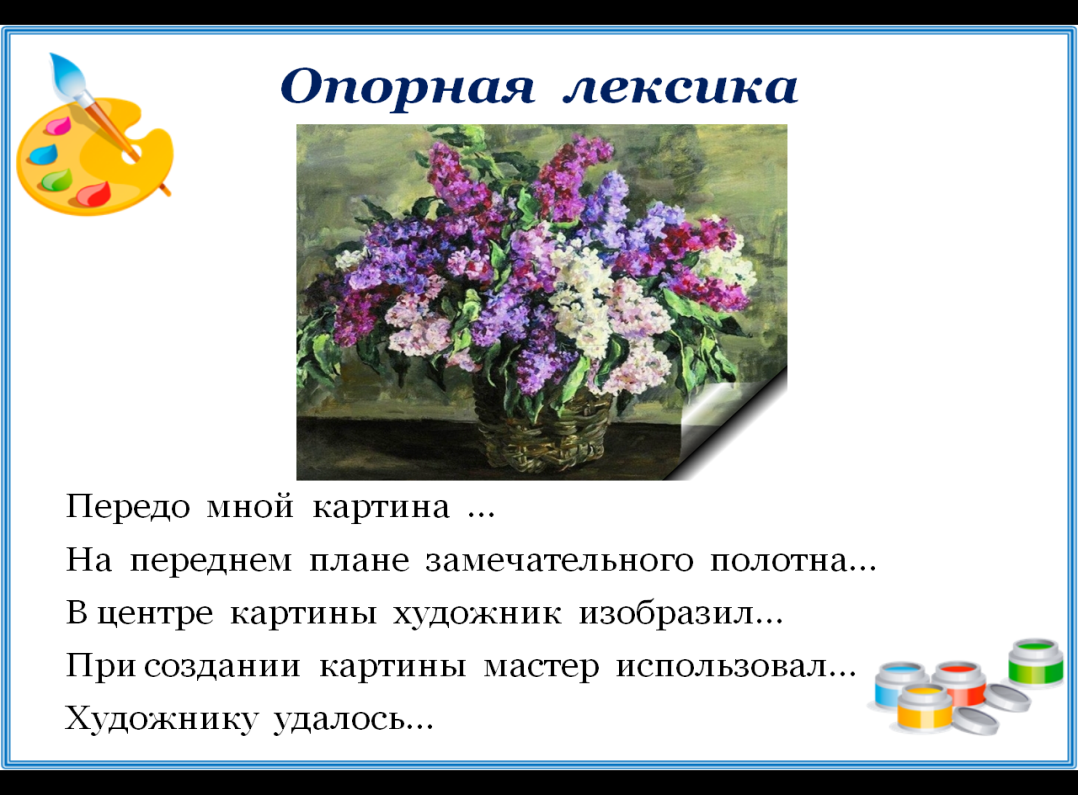 Опорная лексика
Передо мной картина ...
На переднем плане замечательного полотна...
В центре картины художник изобразил...
При создании картины мастер использовал...
Художнику удалось...